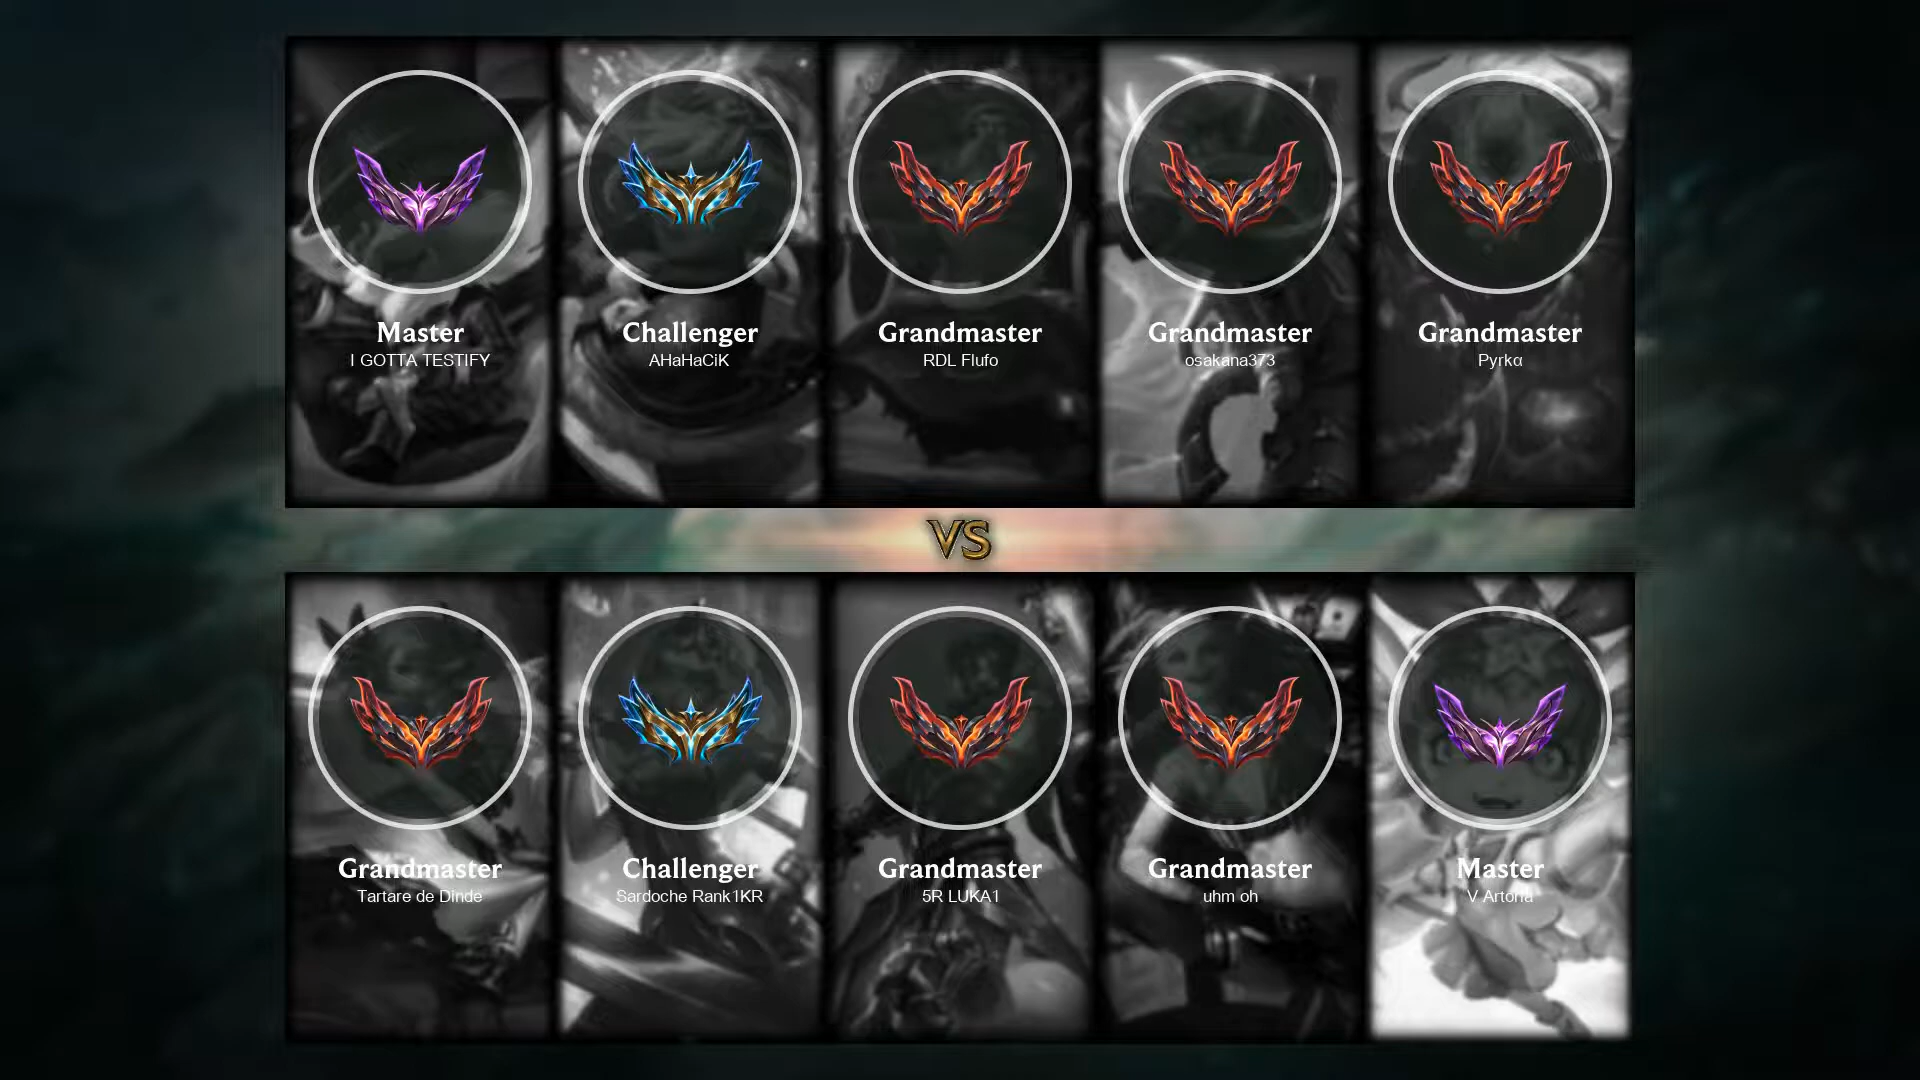 Master
I GOTTA TESTIFY
Challenger
AHaHaCiK
Grandmaster
RDL Flufo
Grandmaster
osakana373
Grandmaster
Pyrkα
VS
Grandmaster
Tartare de Dinde
Challenger
Sardoche Rank1KR
Grandmaster
5R LUKA1
Grandmaster
uhm oh
Master
V Artoria